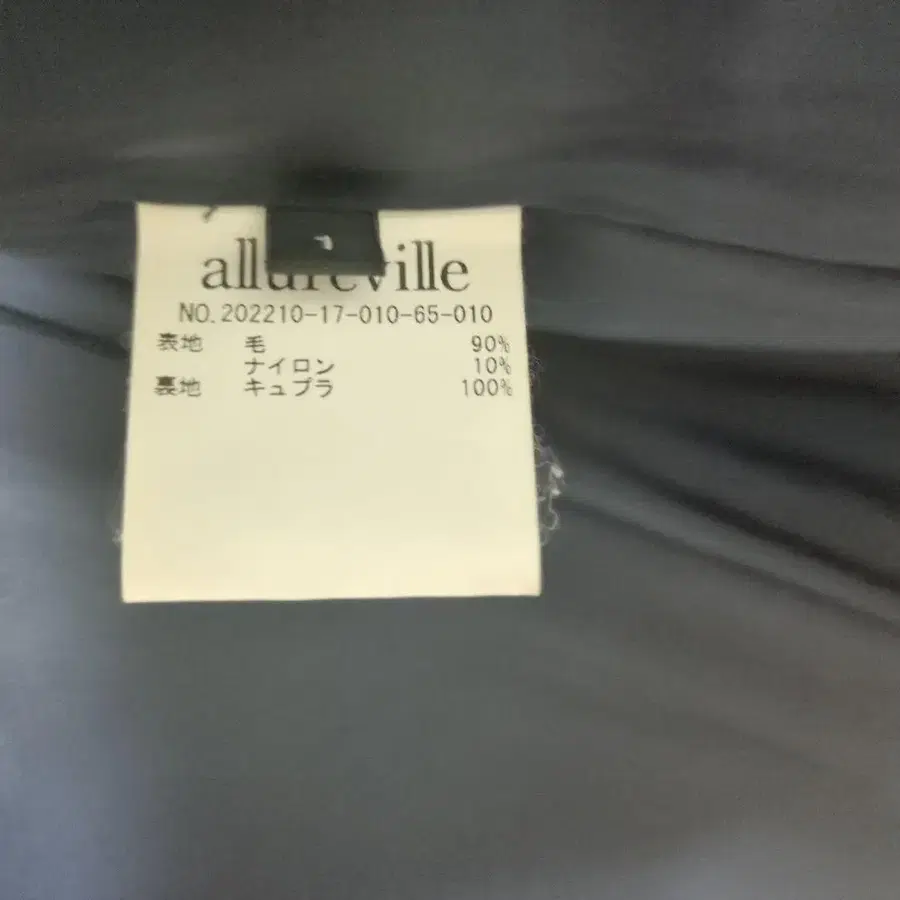 allureville
NO.202210-17-010-65-010
表地 毛 90%
ナイロン 10%
裏地 キュプラ 100%